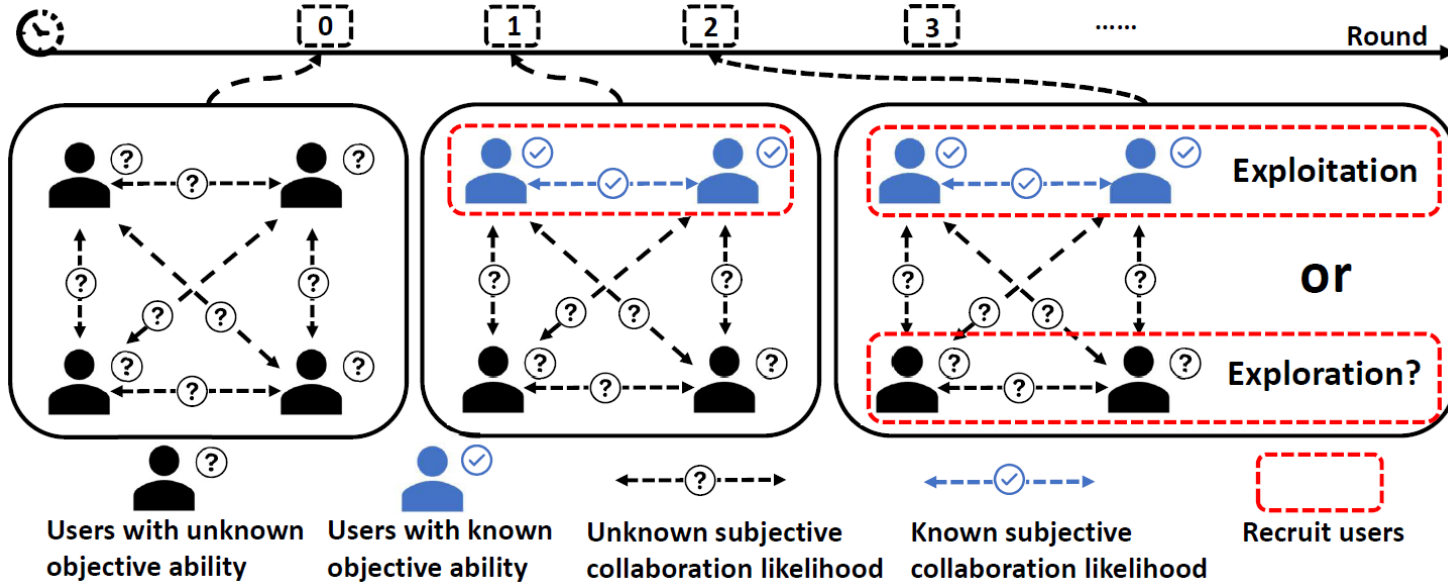 0 1 2 3 ......
Round
? ? ?
? ? ? ?
? ? ?
? ? ? ?
? ?
? ? ?
? ? ? ?
Exploitation
or
? ?
Exploration?
?
? ?
? ?
Users with unknown
objective ability
Users with known
objective ability
Unknown subjective
collaboration likelihood
Known subjective
collaboration likelihood
Recruit users